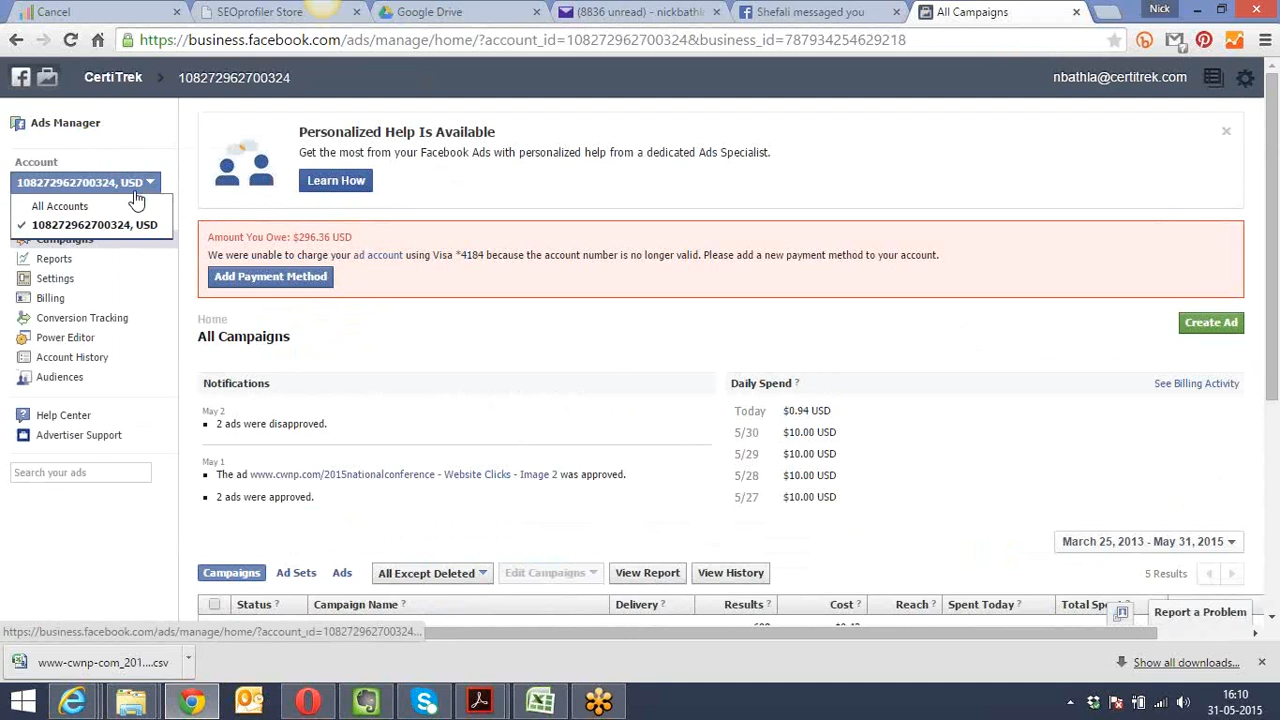 Cancel
SEOprofiler Store
Google Drive
(8836 unread) - nickbathk
Shefali messaged you
All Campaigns
Nick
https://business.facebook.com/ads/manage/home/?account_id=108272962700324&business_id=787934254629218
CertiTrek
108272962700324
nbathla@certitrek.com
Ads Manager
Account
108272962700324, USD
All Accounts
108272962700324, USD
Campaigns
Reports
Settings
Billing
Conversion Tracking
Power Editor
Account History
Audiences
Help Center
Advertiser Support
Search your ads
Personalized Help Is Available
Get the most from your Facebook Ads with personalized help from a dedicated Ads Specialist.
Learn How
Amount You Owe: $296.36 USD
We were unable to charge your ad account using Visa *4184 because the account number is no longer valid. Please add a new payment method to your account.
Add Payment Method
Home
All Campaigns
Create Ad
Notifications
May 2
2 ads were disapproved.
May 1
The ad www.cwnp.com/2015nationalconference - Website Clicks - Image 2 was approved.
2 ads were approved.
Daily Spend ?
See Billing Activity
Today $0.94 USD
5/30 $10.00 USD
5/29 $10.00 USD
5/28 $10.00 USD
5/27 $10.00 USD
March 25, 2013 - May 31, 2015
Campaigns Ad Sets Ads All Except Deleted Edit Campaigns View Report View History 5 Results
Status ? Campaign Name ? Delivery ? Results ? Cost ? Reach ? Spent Today ? Total
Report a Problem
https://business.facebook.com/ads/manage/home/?account_id=108272962700324...
www-cwnp-com_201....csv
Show all downloads...
16:10
31-05-2015